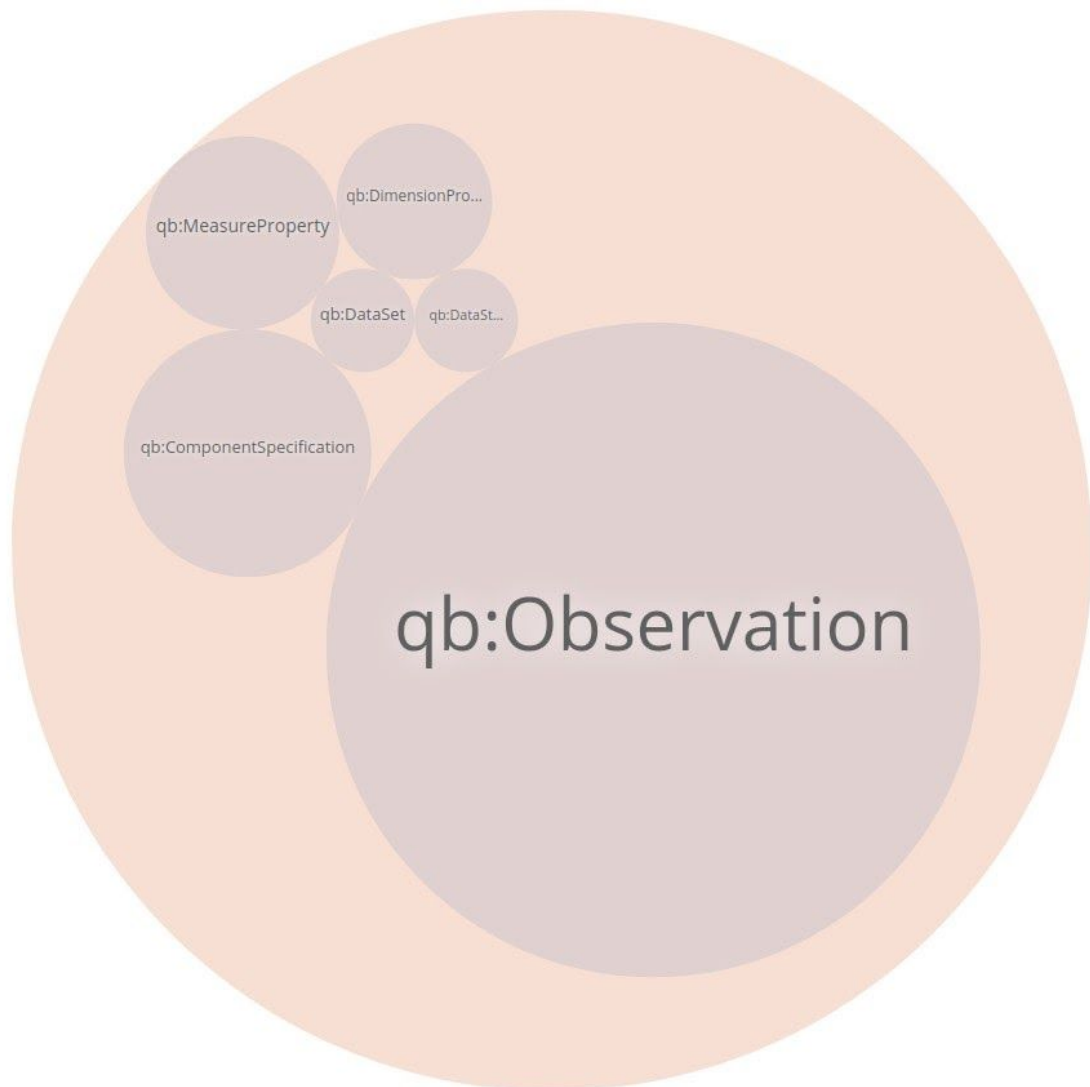 qb:DimensionPro...
qb:MeasureProperty
qb:DataSet
qb:DataSt...
qb:ComponentSpecification
qb:Observation